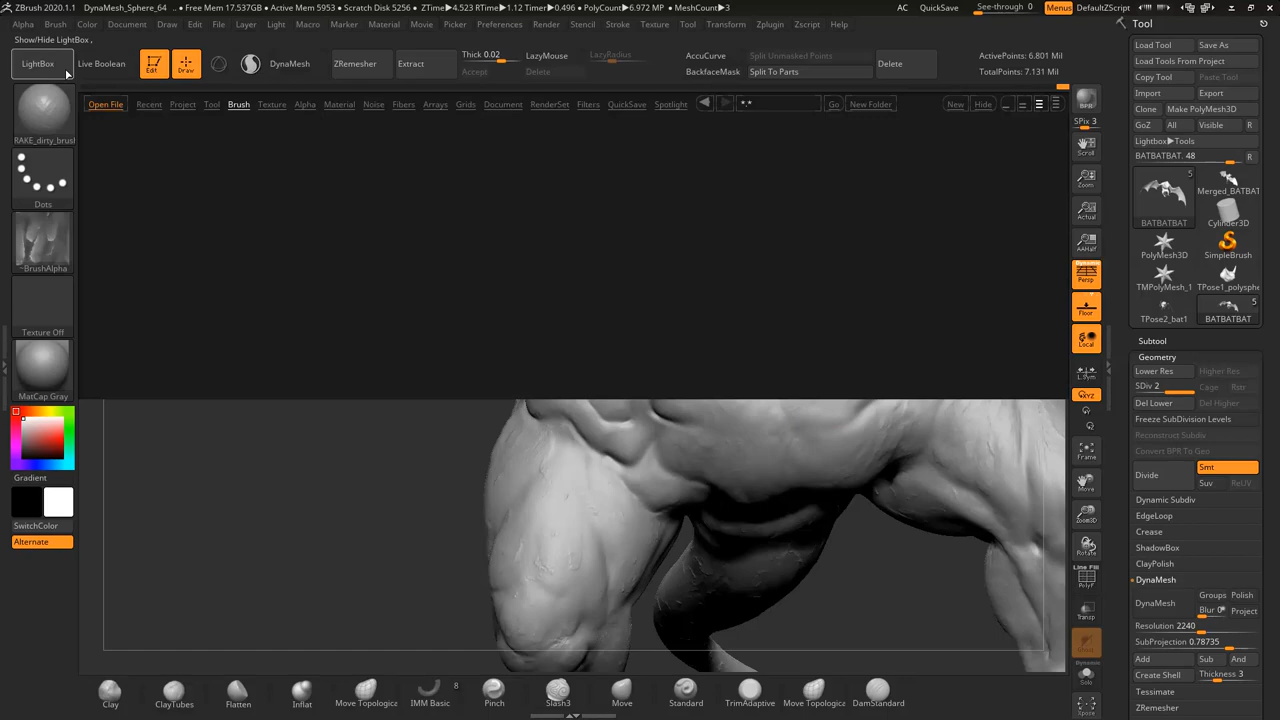 ZBrush 2020.1 DynaMesh_Sphere_64 .. • Free Mem 17.537GB • Active Mem 5953 • Scratch Disk 5256 • ZTime▶4.523 RTime▶1.12 Timer▶0.496 • PolyCount▶6.972 MP • MeshCount▶3 AC QuickSave See-through 0 Menus DefaultZScript
Alpha Brush Color Document Draw Edit File Layer Light Macro Marker Material Movie Picker Preferences Render Stencil Stroke Texture Tool Transform Zplugin Zscript Help
Show/Hide LightBox ,
LightBox
Live Boolean
Edit
Draw
DynaMesh
ZRemesher
Extract
Thick 0.02
Accept
LazyMouse
Delete
LazyRadius
AccuCurve
BackfaceMask
Split Unmasked Points
Split To Parts
Delete
ActivePoints: 6.801 Mil
TotalPoints: 7.131 Mil
Open File Recent Project Tool Brush Texture Alpha Material Noise Fibers Arrays Grids Document RenderSet Filters QuickSave Spotlight *.* Go New Folder New Hide
RAKE_dirty_brush
Dots
~BrushAlpha
Texture Off
MatCap Gray
Gradient
SwitchColor
Alternate
BPR
SPix 3
Scroll
Zoom
Actual
AAHalf
Dynamic
Persp
Floor
Local
L.Sym
XYZ
Frame
Move
Zoom3D
Rotate
Line Fill
PolyF
Transp
Ghost
Dynamic
Solo
Xpose
Tool
Load Tool Save As
Load Tools From Project
Copy Tool Paste Tool
Import Export
Clone Make PolyMesh3D
GoZ All Visible R
Lightbox▶Tools
BATBATBAT. 48 R
5
BATBATBAT
Merged_BATBAT
Cylinder3D
PolyMesh3D
SimpleBrush
TMPolyMesh_1
TPose1_polysphe
TPose2_bat1
5
BATBATBAT
Subtool
Geometry
Lower Res Higher Res
SDiv 2 Cage Rstr
Del Lower Del Higher
Freeze SubDivision Levels
Reconstruct Subdiv
Convert BPR To Geo
Divide
Smt
Suv ReUV
Dynamic Subdiv
EdgeLoop
Crease
ShadowBox
ClayPolish
DynaMesh
DynaMesh
Groups Polish
Blur 0 Project
Resolution 2240
SubProjection 0.78735
Add Sub And
Create Shell Thickness 3
Tessimate
ZRemesher
Clay ClayTubes Flatten Inflat Move Topologic IMM Basic 8 Pinch Slash3 Move Standard TrimAdaptive Move Topologic DamStandard